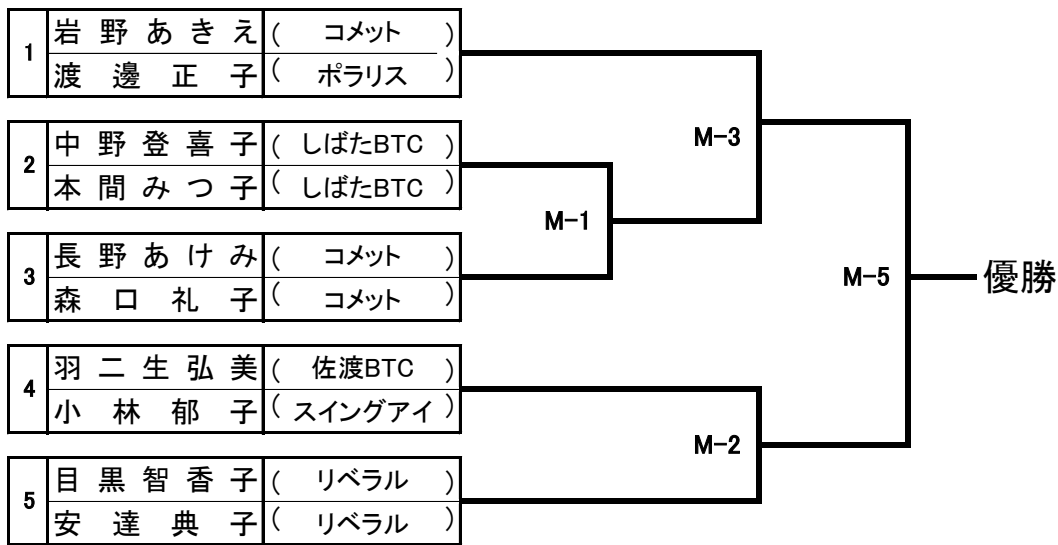 1 岩野あきえ ( コメット )
渡邊正子 ( ポラリス )
M-3
2 中野登喜子 ( しばたBTC )
本間みつ子 ( しばたBTC )
M-1
3 長野あけみ ( コメット )
森口礼子 ( コメット )
M-5 優勝
4 羽二生弘美 ( 佐渡BTC )
小林郁子 ( スイングアイ )
M-2
5 目黒智香子 ( リベラル )
安達典子 ( リベラル )